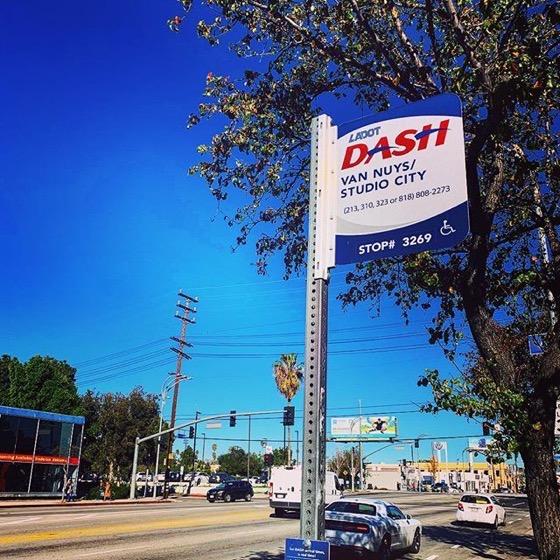 LADOT
DASH
VAN NUYS/
STUDIO CITY
(213, 310, 323 or 818) 808-2273
STOP# 3269